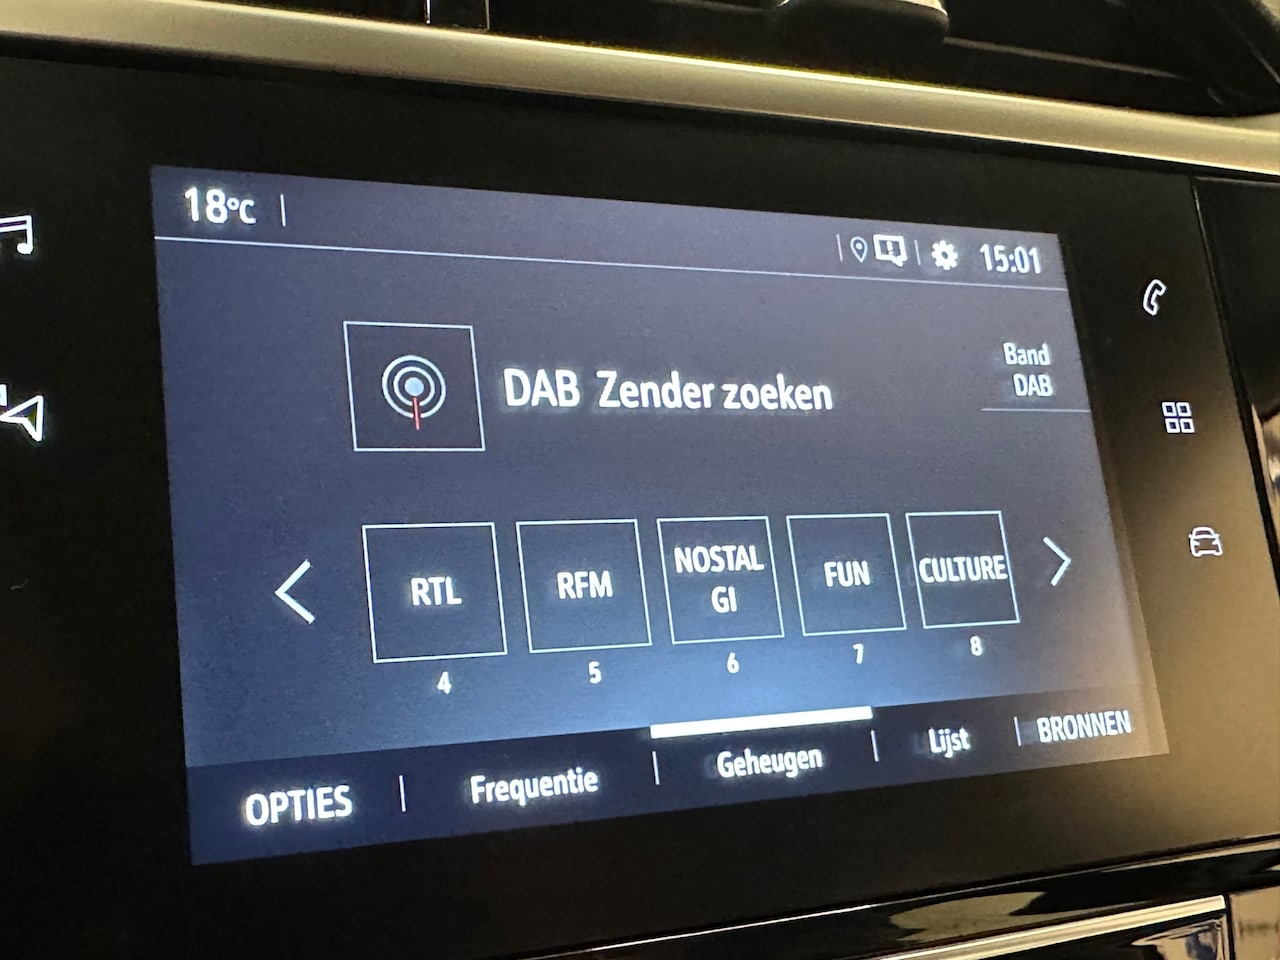 18°C
15:01
Band
DAB
DAB Zender zoeken
RTL
RFM
NOSTAL
GI
FUN
CULTURE
4
5
6
7
8
OPTIES
Frequentie
Geheugen
Lijst
BRONNEN